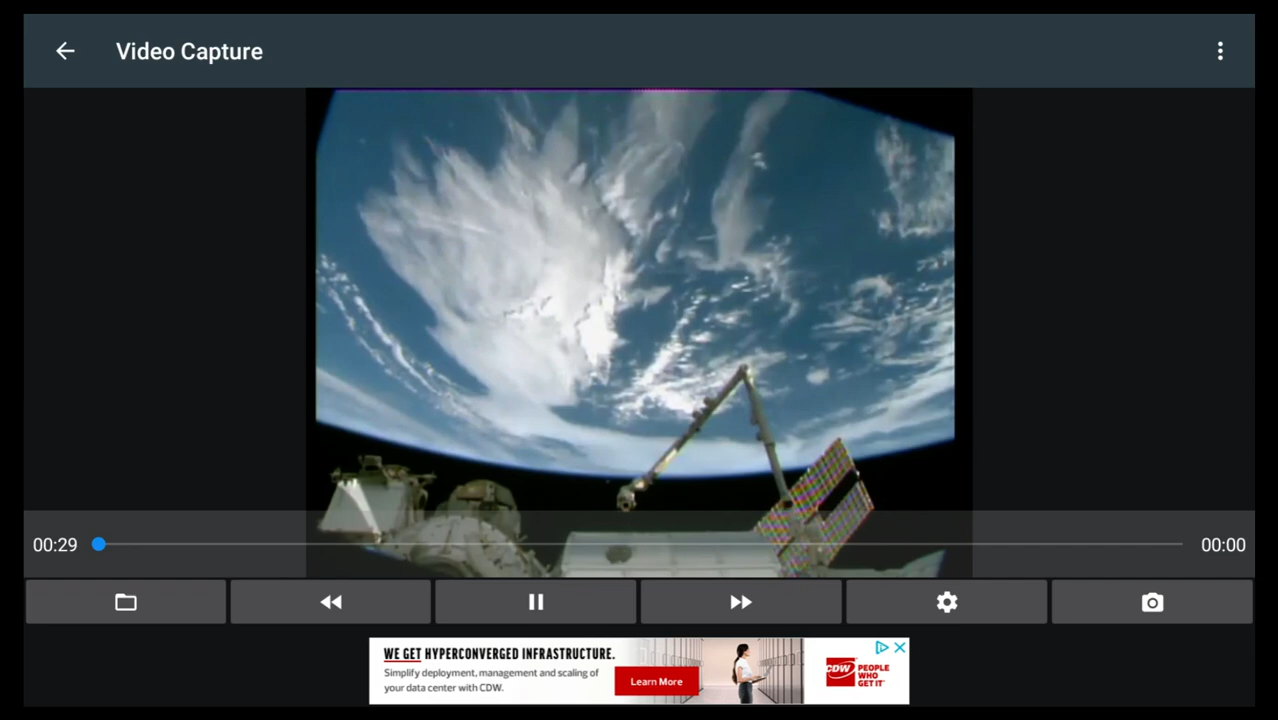 Video Capture
00:29
00:00
WE GET HYPERCONVERGED INFRASTRUCTURE.
Simplify deployment, management and scaling of
your data center with CDW.
Learn More
CDW
PEOPLE
WHO
GET IT